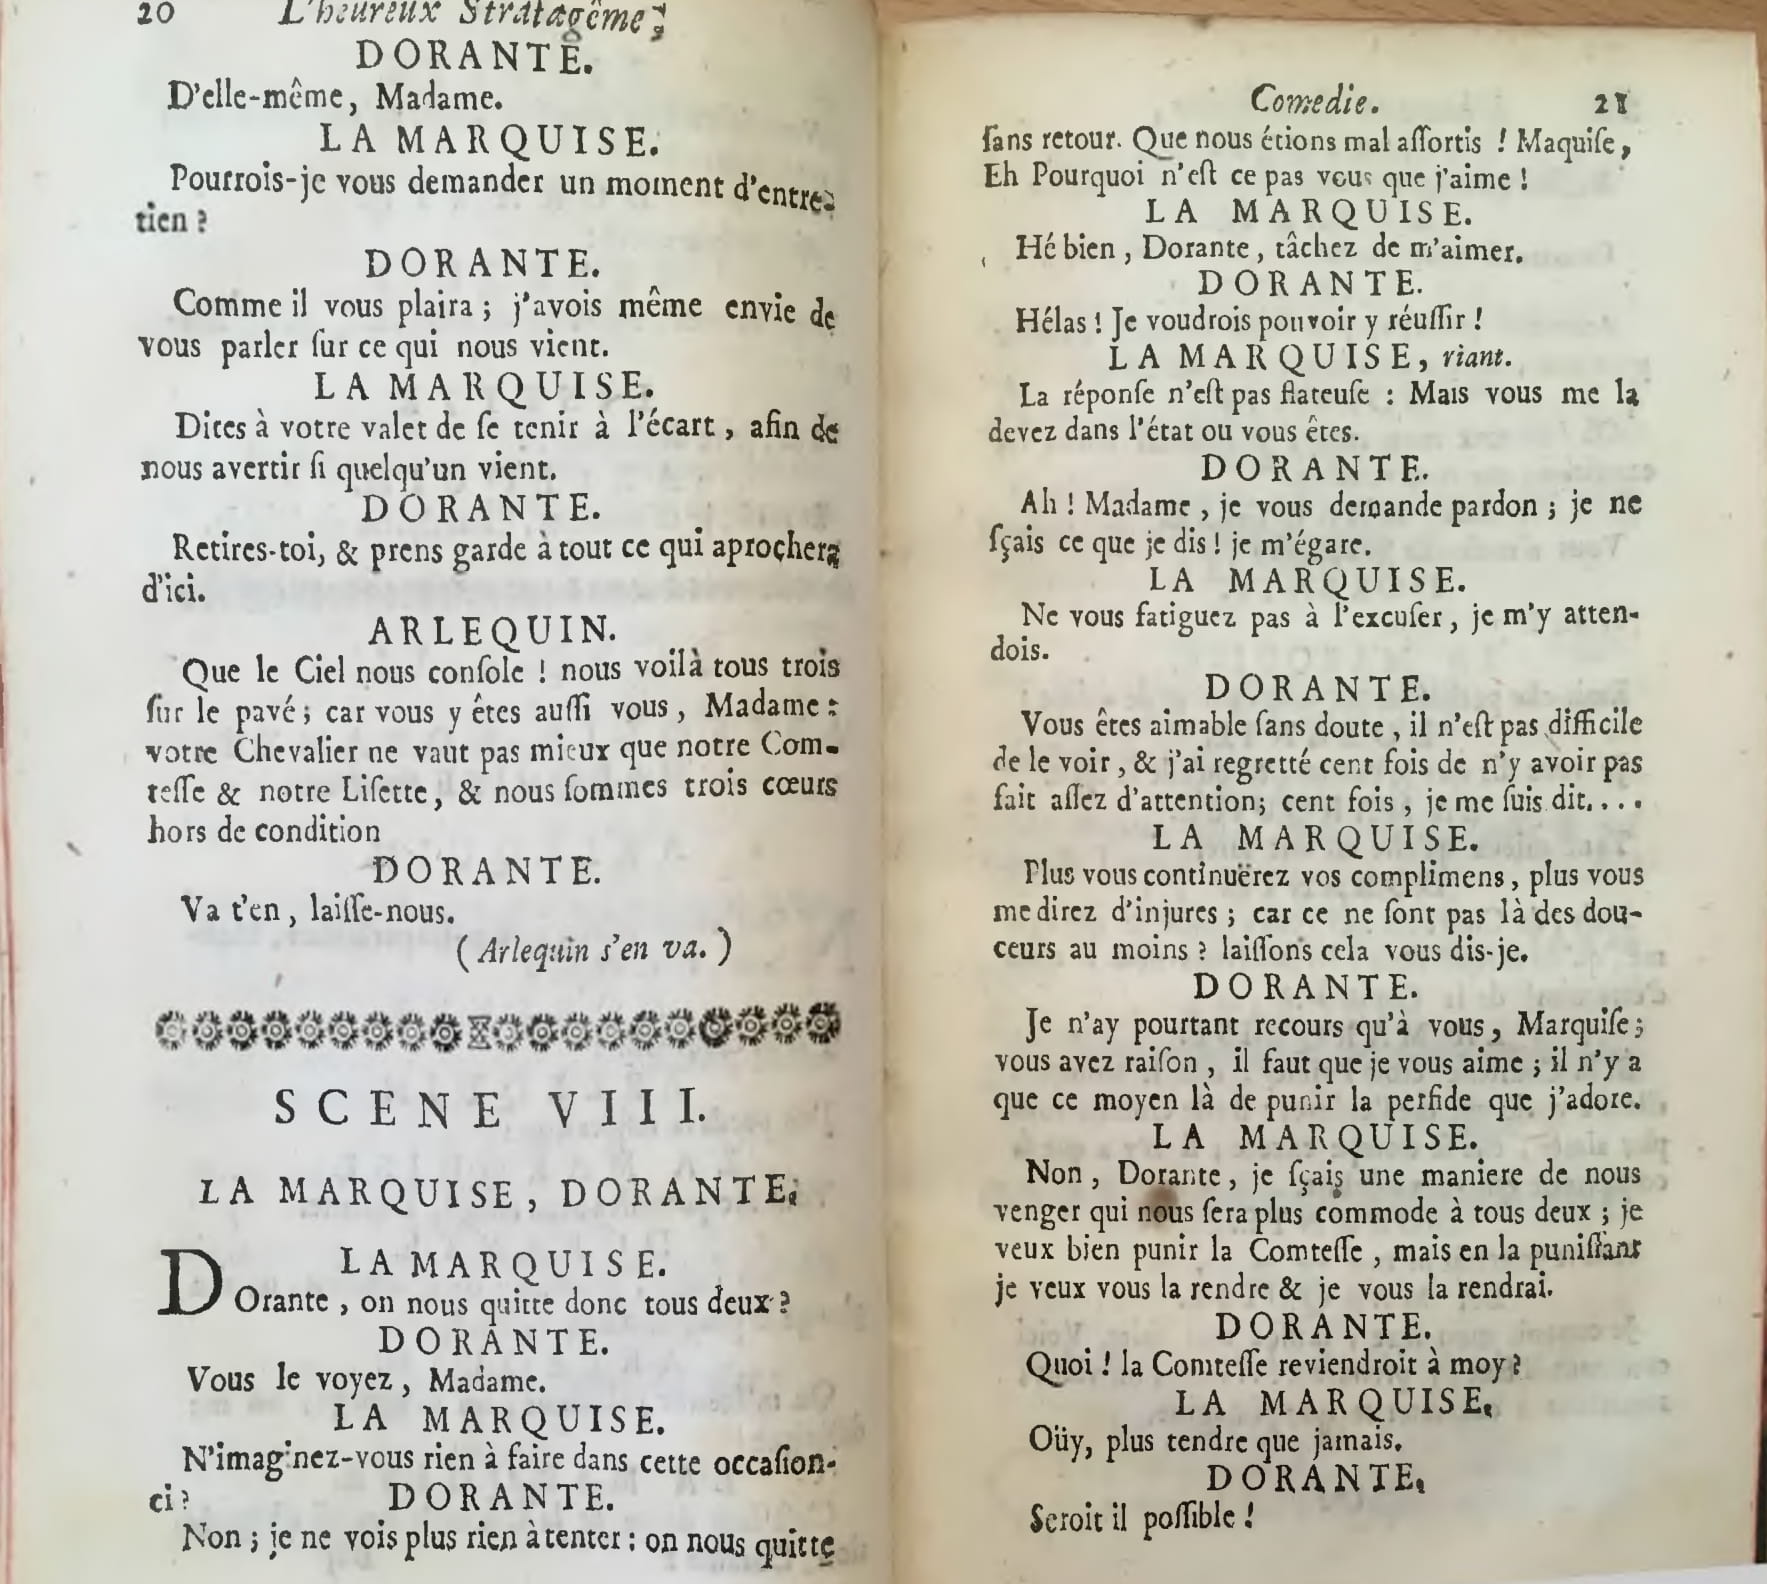 20 L'heureux Stratagême;
DORANTE.
D'elle-même, Madame.
LA MARQUISE.
Pourrois-je vous demander un moment d'entre-
tien ?
DORANTE.
Comme il vous plaira ; j'avois même envie de
vous parler ſur ce qui nous vient.
LA MARQUISE.
Dites à votre valet de ſe tenir à l'écart, afin de
nous avertir ſi quelqu'un vient.
DORANTE.
Retires-toi, & prens garde à tout ce qui aprochera
d'ici.
ARLEQUIN.
Que le Ciel nous conſole ! nous voilà tous trois
ſur le pavé ; car vous y êtes auſſi vous, Madame :
votre Chevalier ne vaut pas mieux que notre Com-
teſſe & notre Liſette, & nous ſommes trois cœurs
hors de condition
DORANTE.
Va t'en, laiſſe-nous.
( Arlequin s'en va. )
SCENE VIII.
LA MARQUISE, DORANTE.
LA MARQUISE.
DOrante, on nous quitte donc tous deux ?
DORANTE.
Vous le voyez, Madame.
LA MARQUISE.
N'imaginez-vous rien à faire dans cette occaſion-
ci ? DORANTE.
Non ; je ne vois plus rien à tenter : on nous quitte
Comedie. 21
ſans retour. Que nous étions mal aſſortis ! Maquiſe,
Eh Pourquoi n'eſt ce pas vous que j'aime !
LA MARQUISE.
Hé bien, Dorante, tâchez de m'aimer.
DORANTE.
Hélas ! Je voudrois pouvoir y réuſſir !
LA MARQUISE, riant.
La réponſe n'eſt pas flateuſe : Mais vous me la
devez dans l'état ou vous êtes.
DORANTE.
Ah ! Madame, je vous demande pardon ; je ne
ſçais ce que je dis ! je m'égare.
LA MARQUISE.
Ne vous fatiguez pas à l'excuſer, je m'y atten-
dois.
DORANTE.
Vous êtes aimable ſans doute, il n'eſt pas difficile
de le voir, & j'ai regretté cent fois de n'y avoir pas
fait aſſez d'attention; cent fois, je me ſuis dit....
LA MARQUISE.
Plus vous continuërez vos complimens, plus vous
me direz d'injures ; car ce ne ſont pas là des dou-
ceurs au moins ? laiſſons cela vous dis-je.
DORANTE.
Je n'ay pourtant recours qu'à vous, Marquiſe ;
vous avez raiſon, il faut que je vous aime ; il n'y a
que ce moyen là de punir la perfide que j'adore.
LA MARQUISE.
Non, Dorante, je ſçais une maniere de nous
venger qui nous ſera plus commode à tous deux ; je
veux bien punir la Comteſſe, mais en la puniſſant
je veux vous la rendre & je vous la rendrai.
DORANTE.
Quoi ! la Comteſſe reviendroit à moy ?
LA MARQUISE.
Oüy, plus tendre que jamais.
DORANTE.
Seroit il poſſible !